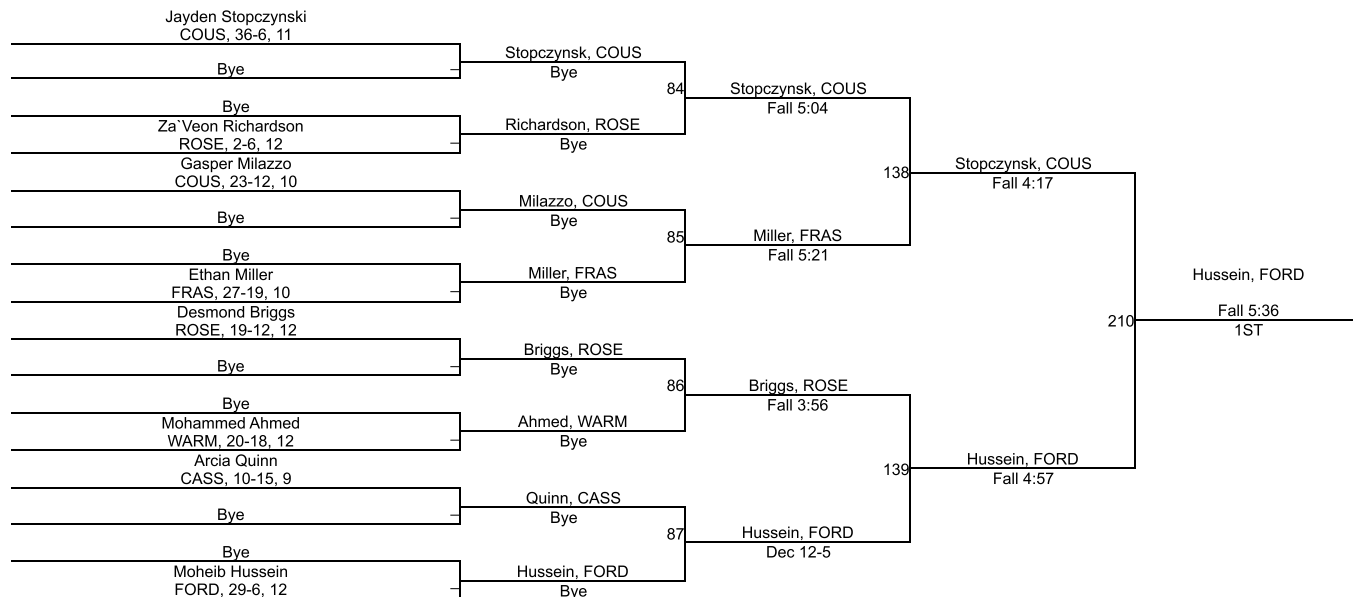 Jayden Stopczynski
COUS, 36-6, 11
Bye
Bye
Za`Veon Richardson
ROSE, 2-6, 12
Gasper Milazzo
COUS, 23-12, 10
Bye
Bye
Ethan Miller
FRAS, 27-19, 10
Desmond Briggs
ROSE, 19-12, 12
Bye
Bye
Mohammed Ahmed
WARM, 20-18, 12
Arcia Quinn
CASS, 10-15, 9
Bye
Bye
Moheib Hussein
FORD, 29-6, 12
Stopczynsk, COUS
Bye
84
Richardson, ROSE
Bye
Milazzo, COUS
Bye
85
Miller, FRAS
Bye
Briggs, ROSE
Bye
86
Ahmed, WARM
Bye
Quinn, CASS
Bye
87
Hussein, FORD
Bye
Stopczynsk, COUS
Fall 5:04
138
Miller, FRAS
Fall 5:21
Briggs, ROSE
Fall 3:56
139
Hussein, FORD
Dec 12-5
Stopczynsk, COUS
Fall 4:17
210
Hussein, FORD
Fall 4:57
Hussein, FORD
Fall 5:36
1ST